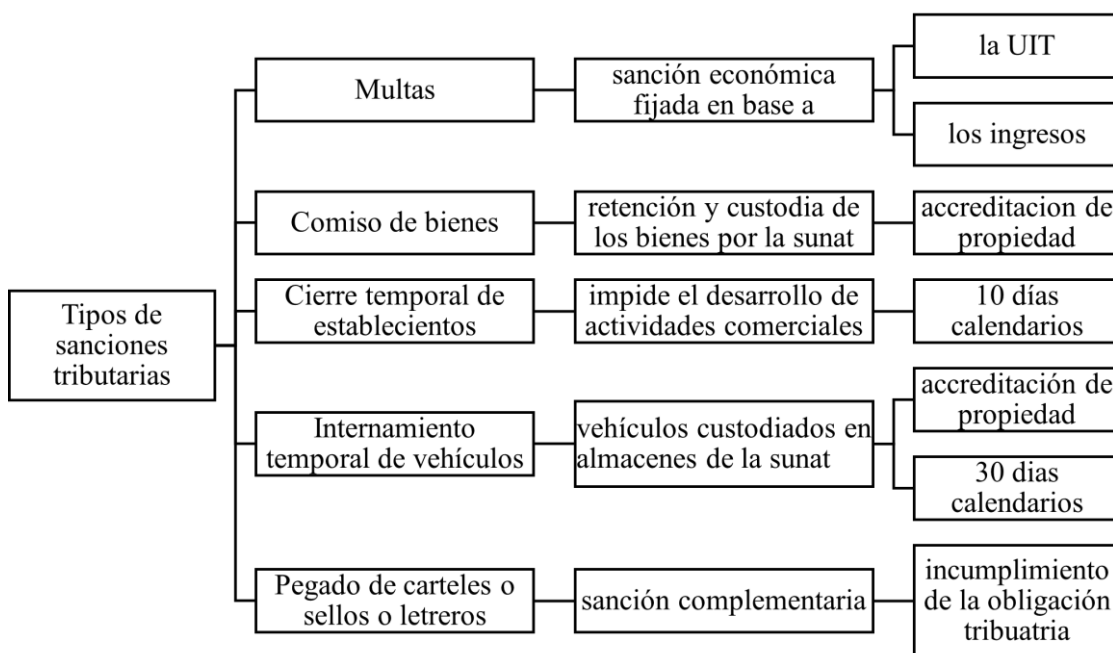 Tipos de
sanciones
tributarias
Multas
sanción económica
fijada en base a
la UIT
los ingresos
Comiso de bienes
retención y custodia de
los bienes por la sunat
accreditacion de
propiedad
Cierre temporal de
establecientos
impide el desarrollo de
actividades comerciales
10 días
calendarios
Internamiento
temporal de vehículos
vehículos custodiados en
almacenes de la sunat
accreditación de
propiedad
30 dias
calendarios
Pegado de carteles o
sellos o letreros
sanción complementaria
incumplimiento
de la obligación
tribuatria